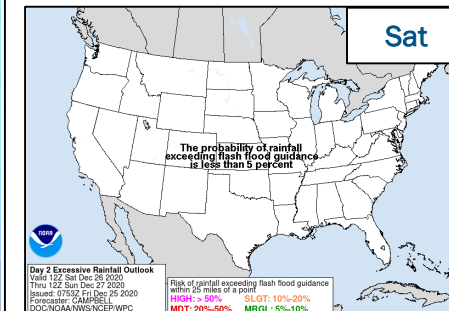 Sat
The probability of rainfall
exceeding flash flood guidance
is less than 5 percent
NOAA
Day 2 Excessive Rainfall Outlook
Valid 12Z Sat Dec 26 2020
Thru 12Z Sun Dec 27 2020
Issued: 0753Z Fri Dec 25 2020
Forecaster: CAMPBELL
DOC/NOAA/NWS/NCEP/WPC
Risk of rainfall exceeding flash flood guidance
within 25 miles of a point
HIGH: > 50% SLGT: 10%-20%
MDT: 20%-50% MRGL: 5%-10%